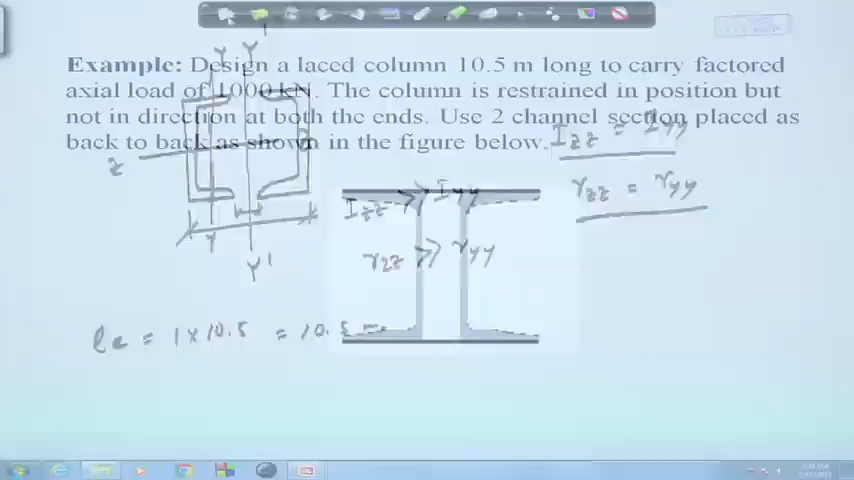 Example: Design a laced column 10.5 m long to carry factored
axial load of 1000 kN. The column is restrained in position but
not in direction at both the ends. Use 2 channel section placed as
back to back as shown in the figure below.
Izz = Iyy
rzz = ryy
Izz > Iyy
rzz >> ryy
Y Y'
Z
Y
Y'
le = 1 x 10.5 = 10.5 m